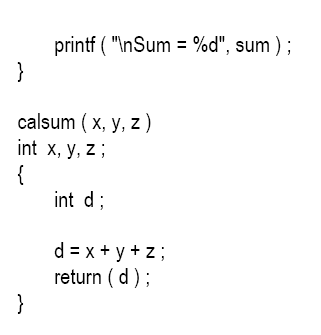 printf ( "\nSum = %d", sum ) ;
}
calsum ( x, y, z )
int  x, y, z ;
{
int  d ;
d = x + y + z ;
return ( d ) ;
}